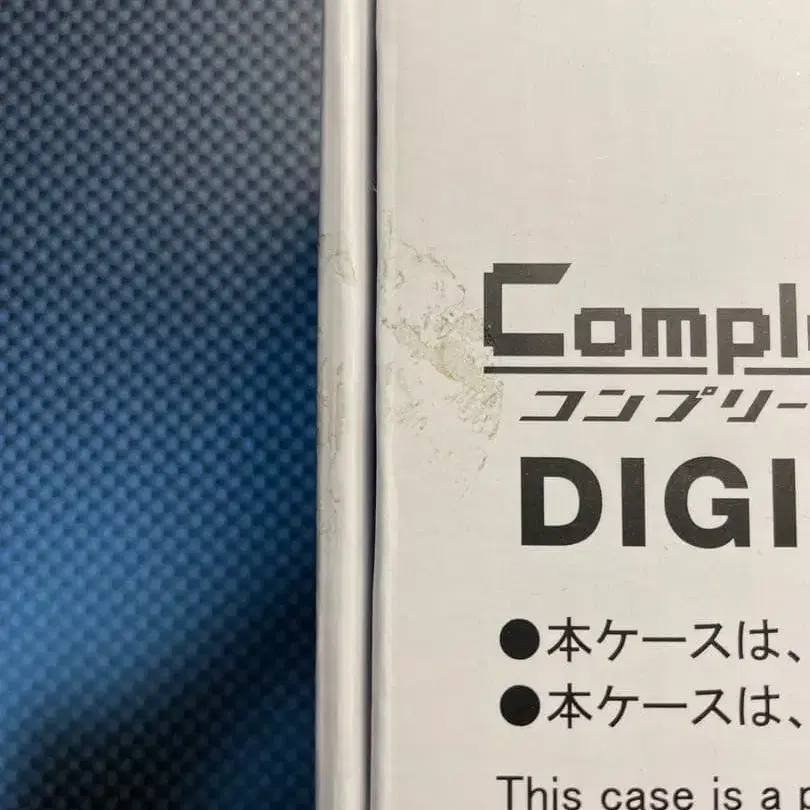 Compl
コンプリー
DIGI
●本ケースは、
●本ケースは、
This case is a p